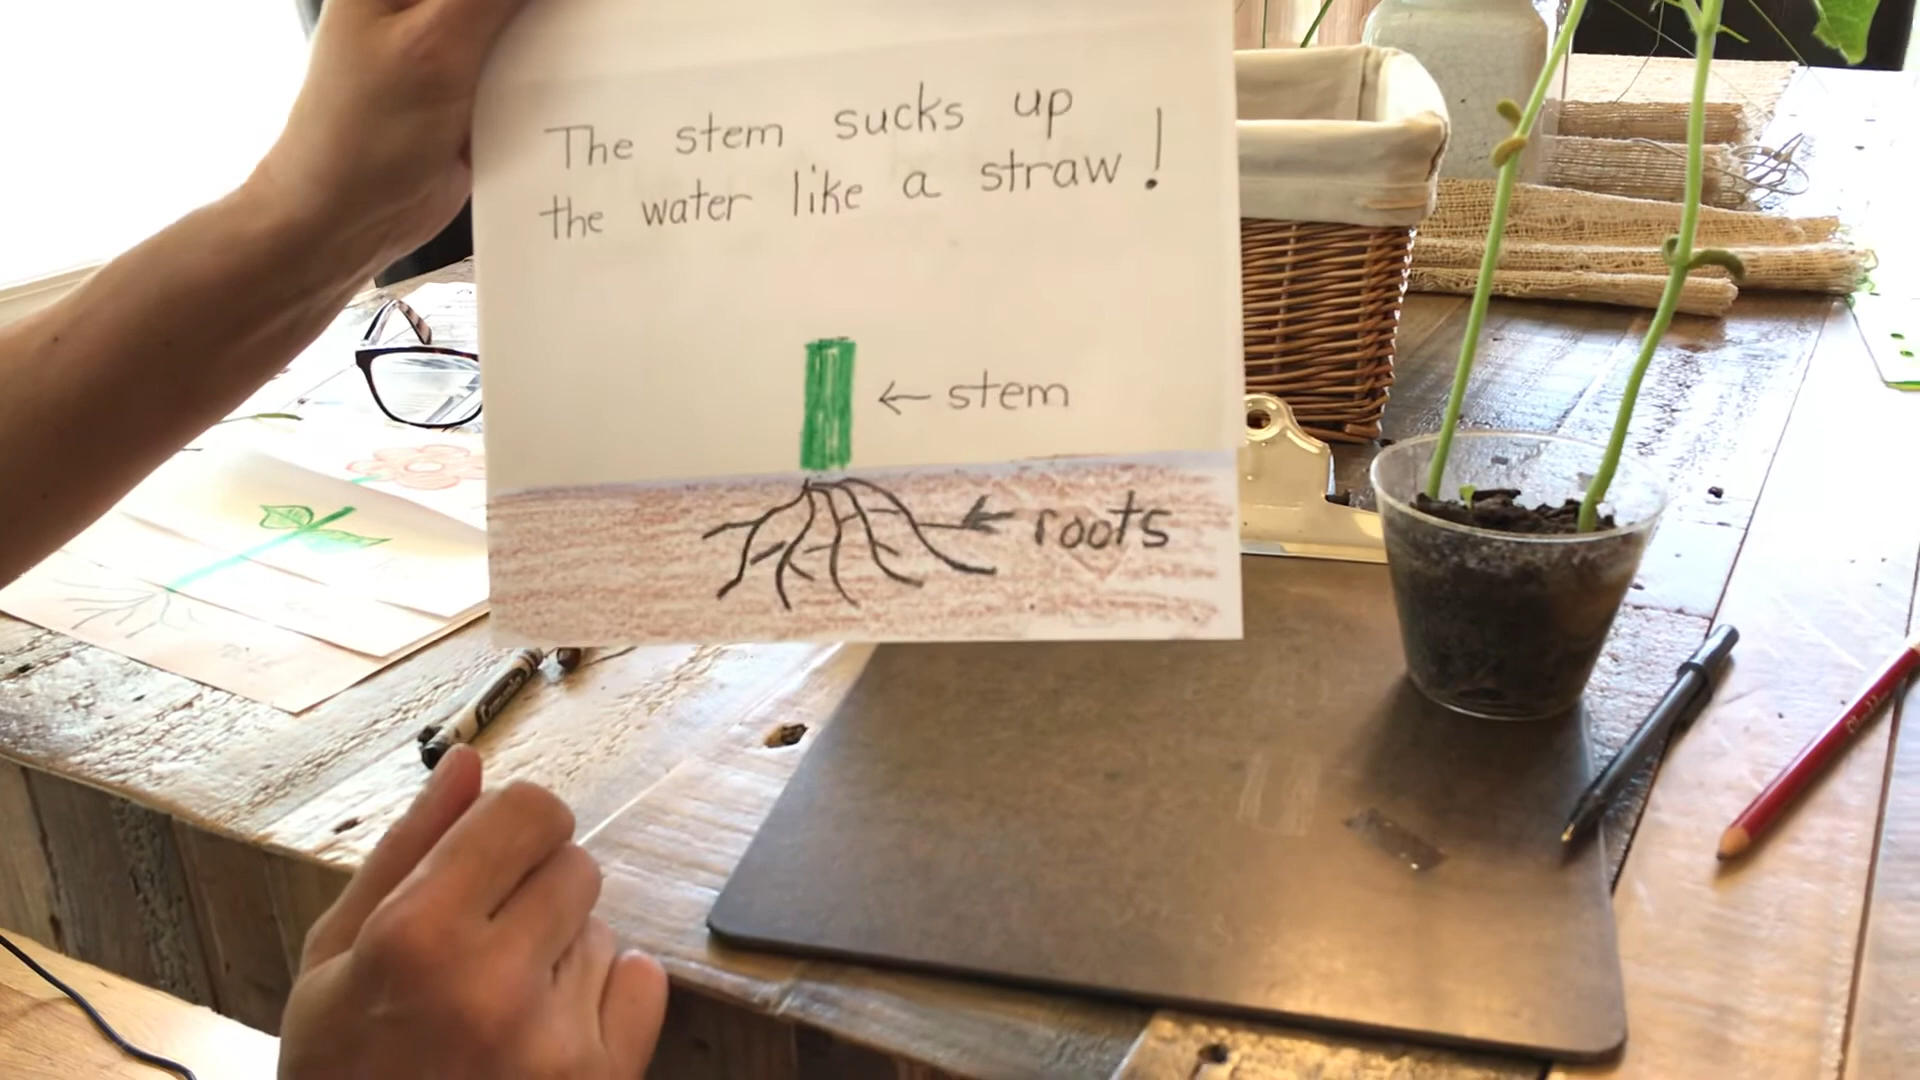 The stem sucks up
the water like a straw!
← stem
← roots